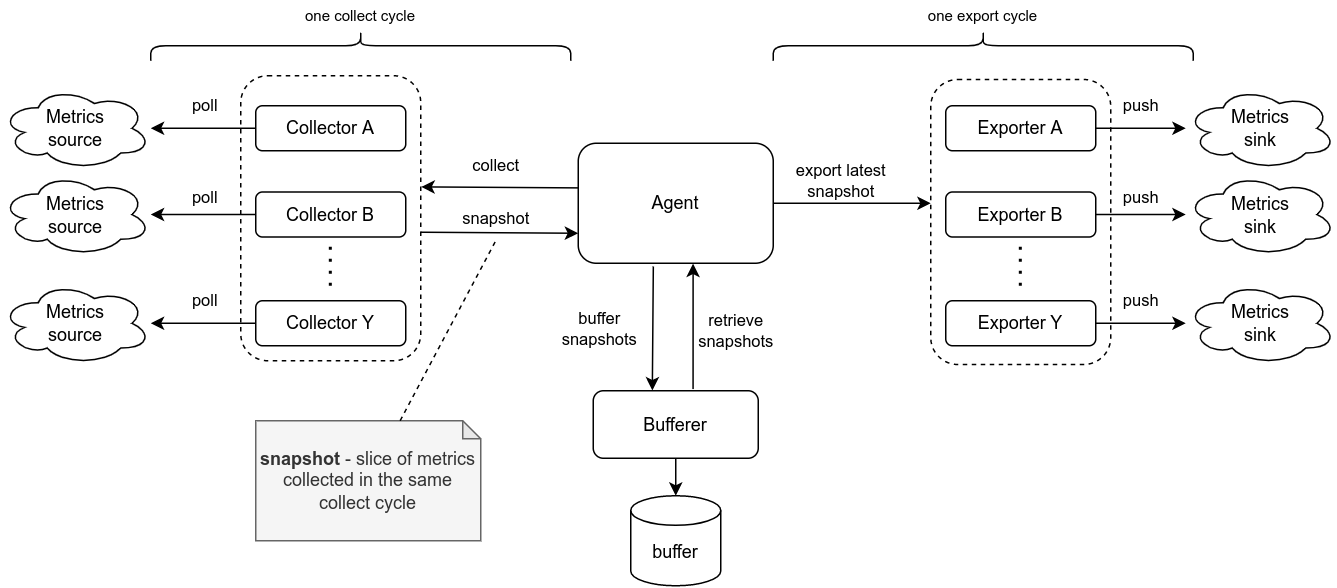 one collect cycle
one export cycle
Metrics
source
poll
Collector A
Exporter A
push
Metrics
sink
collect
Agent
export latest
snapshot
Metrics
source
poll
Collector B
snapshot
Exporter B
push
Metrics
sink
Metrics
source
poll
Collector Y
buffer
snapshots
retrieve
snapshots
Exporter Y
push
Metrics
sink
Bufferer
snapshot - slice of metrics
collected in the same
collect cycle
buffer